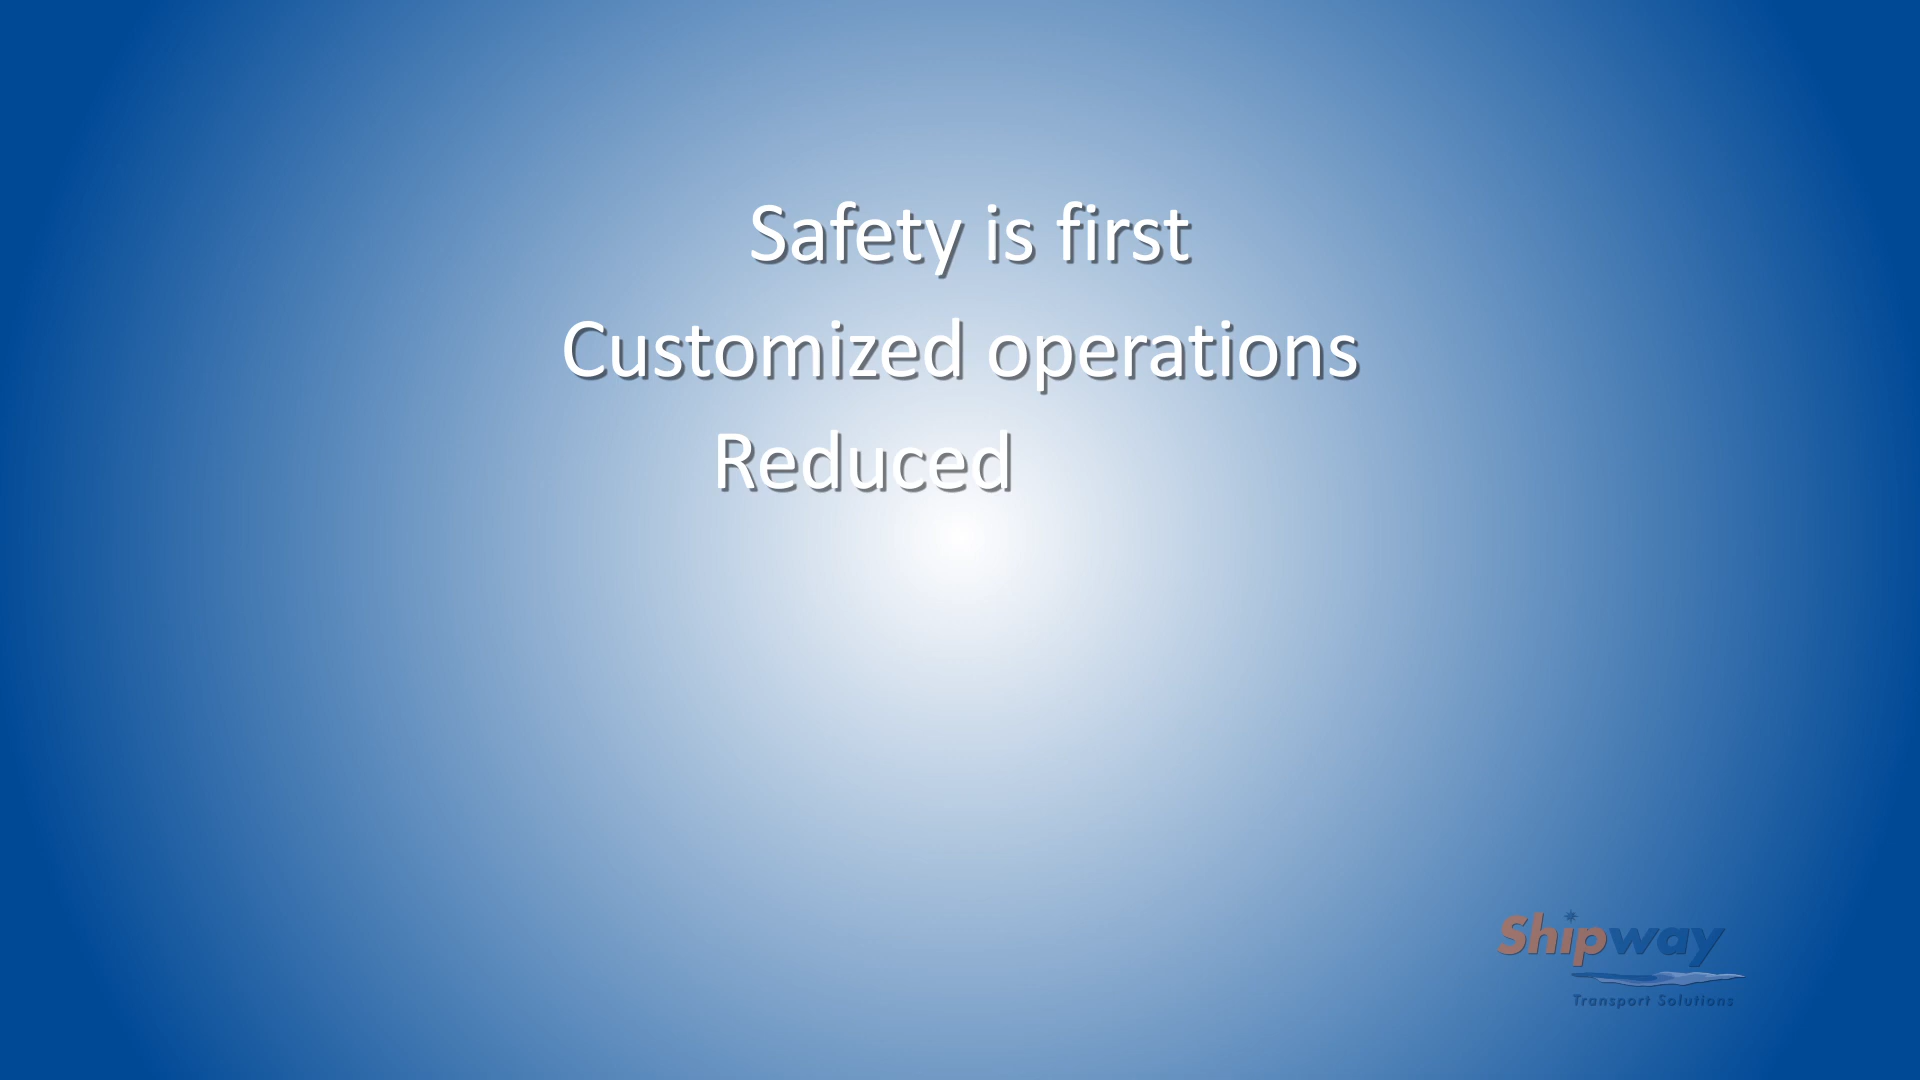 Safety is first
Customized operations
Reduced
Shipway
Transport Solutions